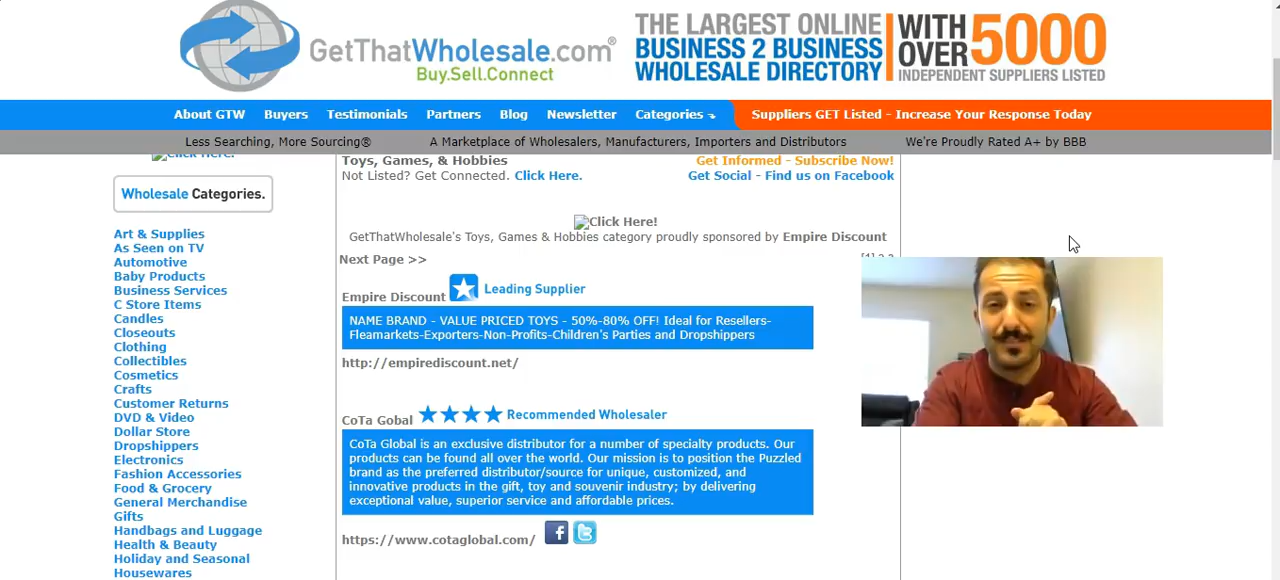 GetThatWholesale.com®
Buy.Sell.Connect
THE LARGEST ONLINE
BUSINESS 2 BUSINESS
WHOLESALE DIRECTORY
WITH
OVER 5000
INDEPENDENT SUPPLIERS LISTED
About GTW
Buyers
Testimonials
Partners
Blog
Newsletter
Categories
Suppliers GET Listed - Increase Your Response Today
Less Searching, More Sourcing®
A Marketplace of Wholesalers, Manufacturers, Importers and Distributors
We're Proudly Rated A+ by BBB
Click Here!
Wholesale Categories.
Art & Supplies
As Seen on TV
Automotive
Baby Products
Business Services
C Store Items
Candles
Closeouts
Clothing
Collectibles
Cosmetics
Crafts
Customer Returns
DVD & Video
Dollar Store
Dropshippers
Electronics
Fashion Accessories
Food & Grocery
General Merchandise
Gifts
Handbags and Luggage
Health & Beauty
Holiday and Seasonal
Housewares
Toys, Games, & Hobbies
Get Informed - Subscribe Now!
Not Listed? Get Connected. Click Here.
Get Social - Find us on Facebook
Click Here!
GetThatWholesale's Toys, Games & Hobbies category proudly sponsored by Empire Discount
Next Page >>
[1] 2 3
Empire Discount
Leading Supplier
NAME BRAND - VALUE PRICED TOYS - 50%-80% OFF! Ideal for Resellers-
Fleamarkets-Exporters-Non-Profits-Children's Parties and Dropshippers
http://empirediscount.net/
CoTa Gobal
Recommended Wholesaler
CoTa Global is an exclusive distributor for a number of specialty products. Our
products can be found all over the world. Our mission is to position the Puzzled
brand as the preferred distributor/source for unique, customized, and
innovative products in the gift, toy and souvenir industry; by delivering
exceptional value, superior service and affordable prices.
https://www.cotaglobal.com/